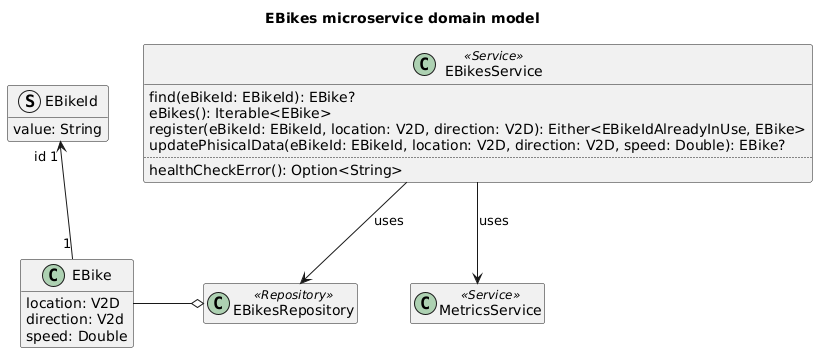 EBikes microservice domain model
«Service»
C EBikesService
find(eBikeId: EBikeId): EBike?
eBikes(): Iterable<EBike>
register(eBikeId: EBikeId, location: V2D, direction: V2D): Either<EBikeIdAlreadyInUse, EBike>
updatePhisicalData(eBikeId: EBikeId, location: V2D, direction: V2D, speed: Double): EBike?
healthCheckError(): Option<String>
S EBikeId
value: String
id 1
uses
uses
1
C EBike
location: V2D
direction: V2d
speed: Double
«Repository»
C EBikesRepository
«Service»
C MetricsService